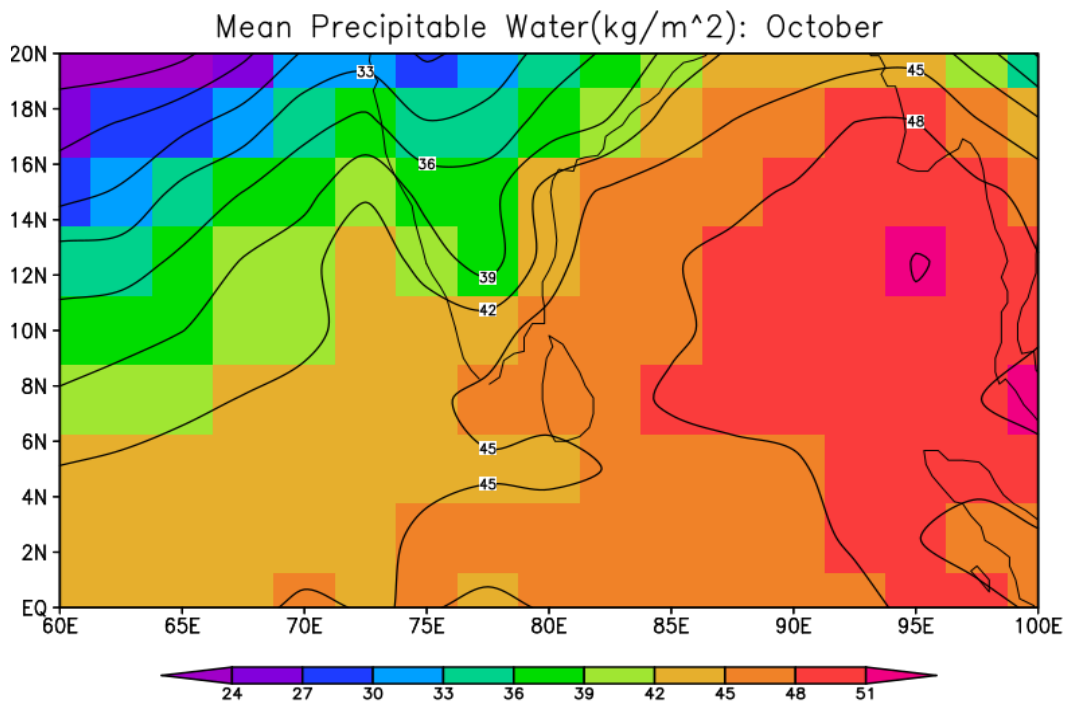 Mean Precipitable Water(kg/m^2): October
20N
18N
16N
14N
12N
10N
8N
6N
4N
2N
EQ
33
45
48
36
39
42
45
45
60E 65E 70E 75E 80E 85E 90E 95E 100E
24 27 30 33 36 39 42 45 48 51